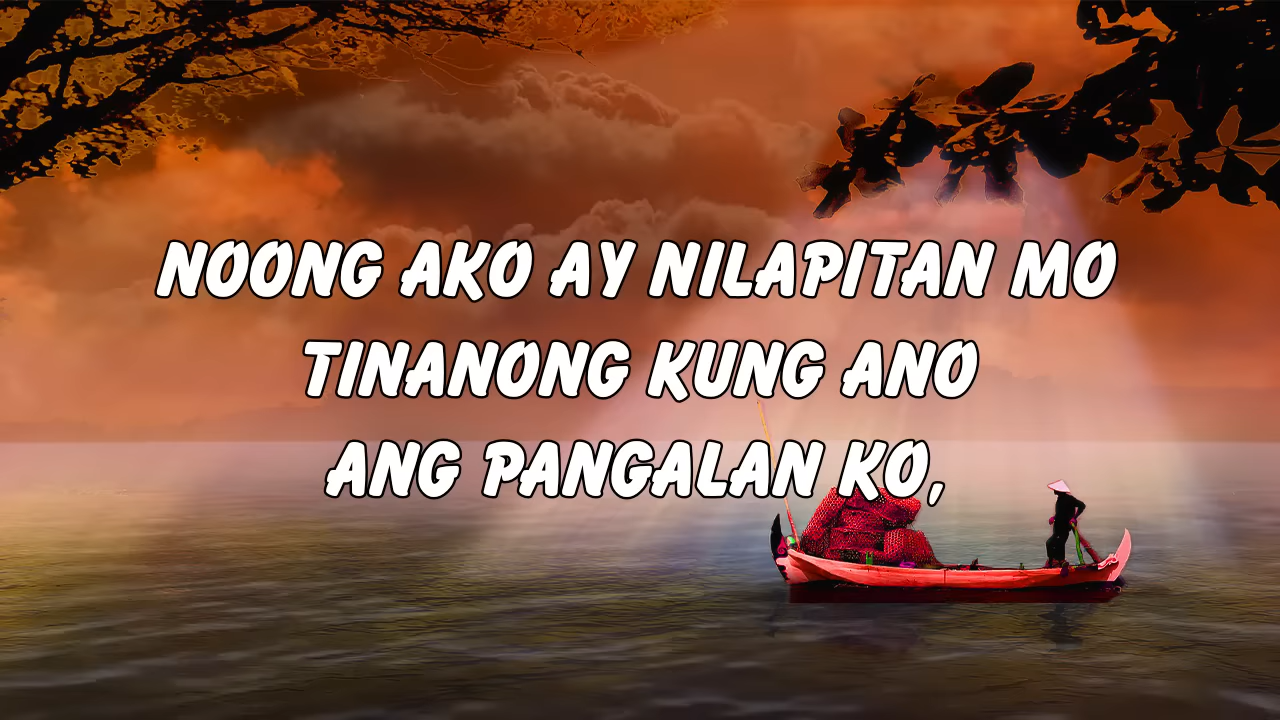 NOONG AKO AY NILAPITAN MO
TINANONG KUNG ANO
ANG PANGALAN KO,